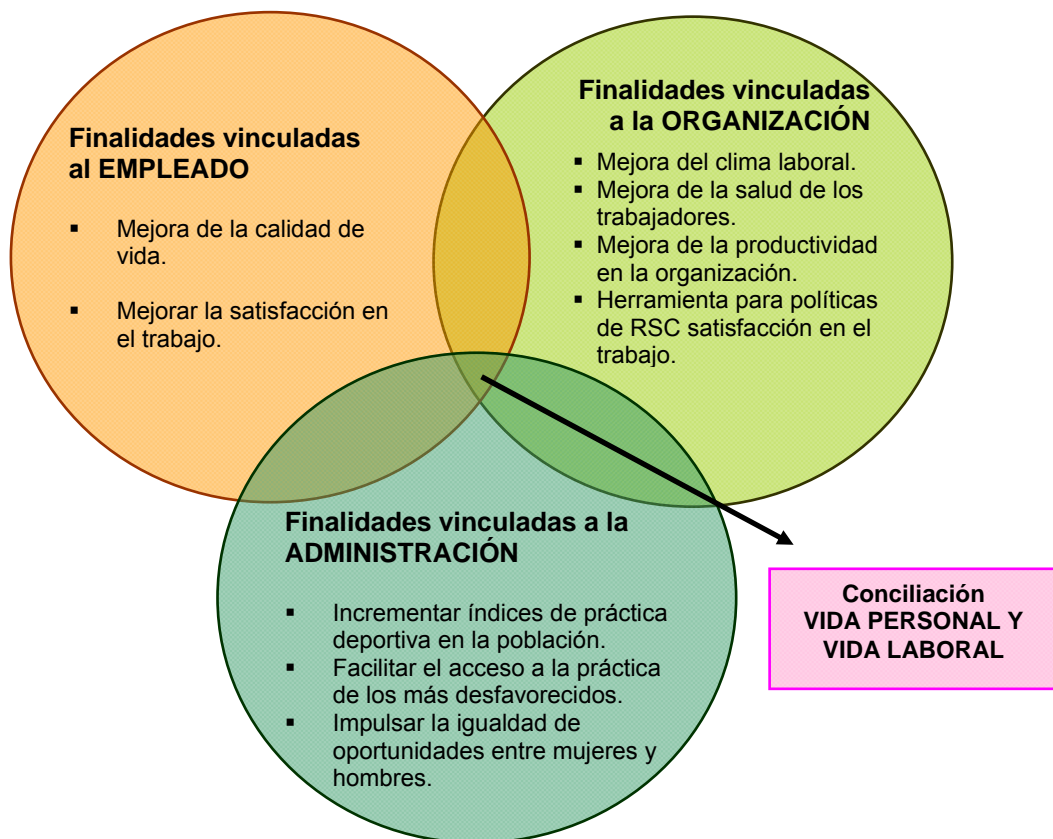 Finalidades vinculadas
al EMPLEADO
▪ Mejora de la calidad de
vida.
▪ Mejorar la satisfacción en
el trabajo.
Finalidades vinculadas
a la ORGANIZACIÓN
▪ Mejora del clima laboral.
▪ Mejora de la salud de los
trabajadores.
▪ Mejora de la productividad
en la organización.
▪ Herramienta para políticas
de RSC satisfacción en el
trabajo.
Finalidades vinculadas a la
ADMINISTRACIÓN
▪ Incrementar índices de práctica
deportiva en la población.
▪ Facilitar el acceso a la práctica
de los más desfavorecidos.
▪ Impulsar la igualdad de
oportunidades entre mujeres y
hombres.
Conciliación
VIDA PERSONAL Y
VIDA LABORAL